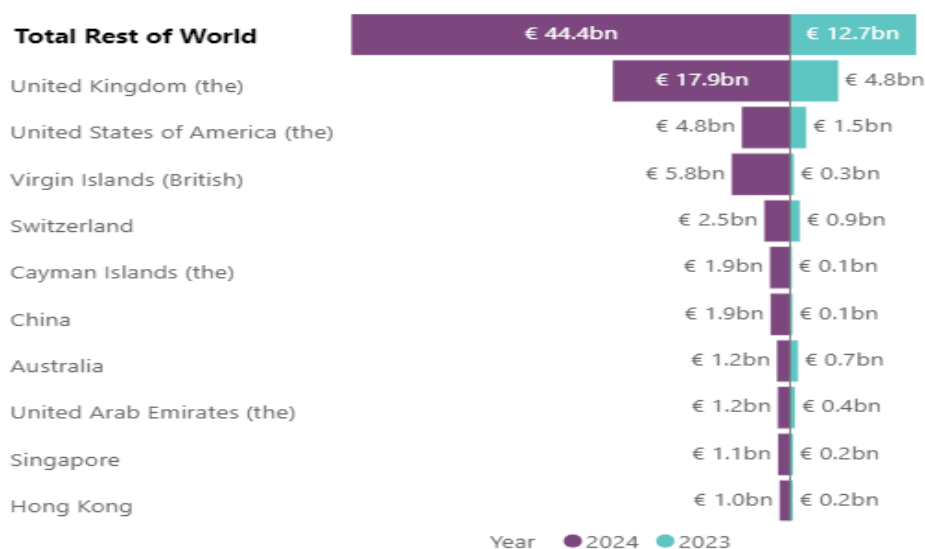 Total Rest of World € 44.4bn € 12.7bn
United Kingdom (the) € 17.9bn € 4.8bn
United States of America (the) € 4.8bn € 1.5bn
Virgin Islands (British) € 5.8bn € 0.3bn
Switzerland € 2.5bn € 0.9bn
Cayman Islands (the) € 1.9bn € 0.1bn
China € 1.9bn € 0.1bn
Australia € 1.2bn € 0.7bn
United Arab Emirates (the) € 1.2bn € 0.4bn
Singapore € 1.1bn € 0.2bn
Hong Kong € 1.0bn € 0.2bn
Year 2024 2023